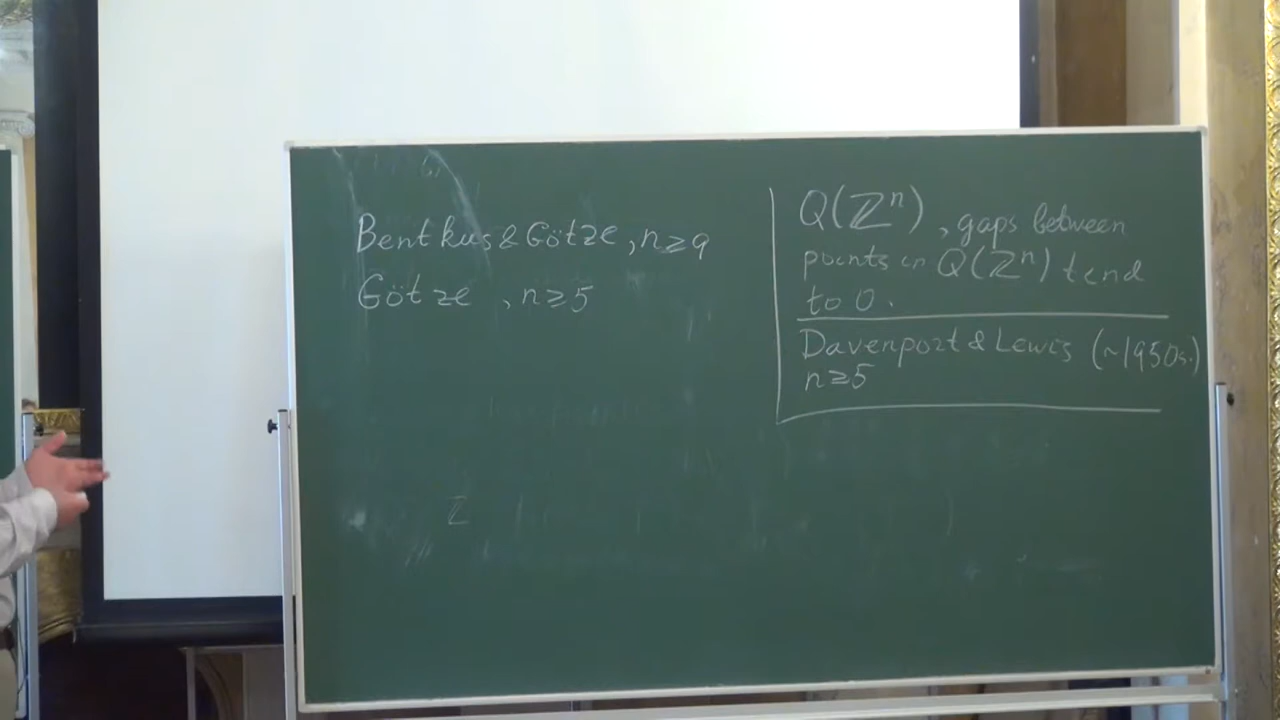 Bentkus & Götze, n ≥ 9
Götze , n ≥ 5
Q(ℤⁿ) , gaps between
points in Q(ℤⁿ) tend
to 0.
Davenport & Lewis (~1950s.)
n ≥ 5